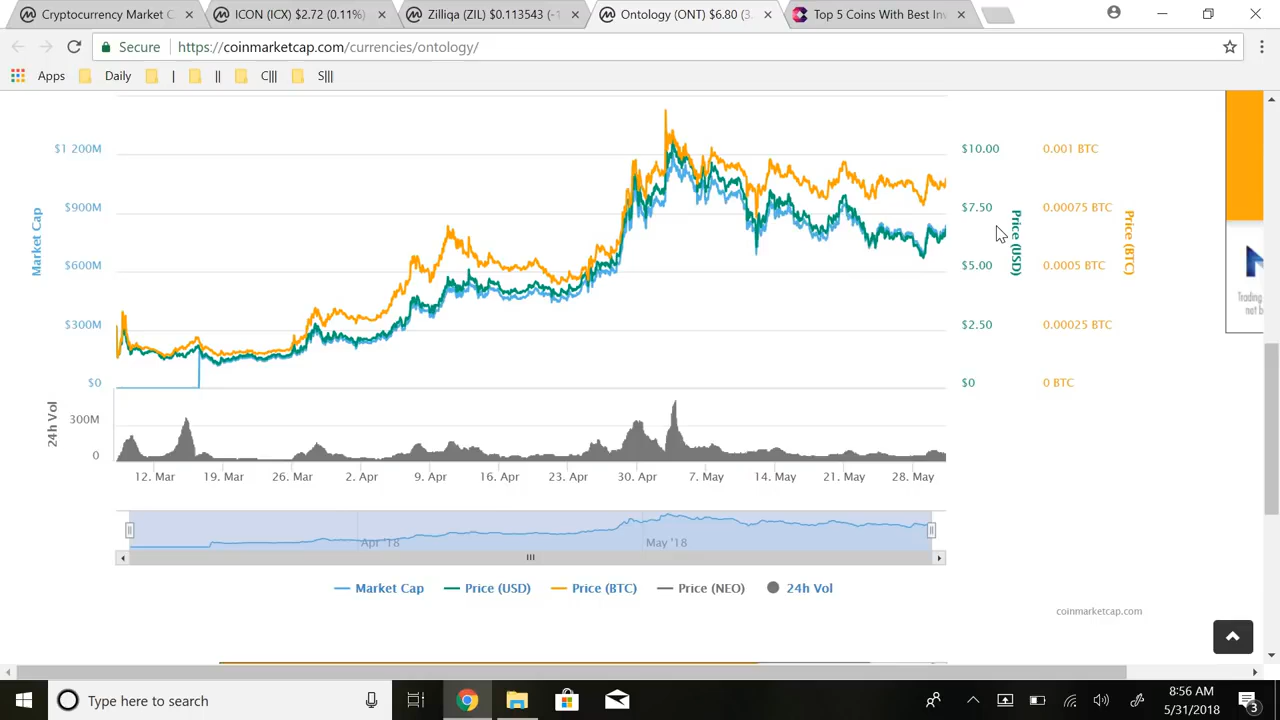 Cryptocurrency Market C
ICON (ICX) $2.72 (0.11%)
Zilliqa (ZIL) $0.113543 (-1
Ontology (ONT) $6.80 (3.
Top 5 Coins With Best Inv
Secure https://coinmarketcap.com/currencies/ontology/
Apps Daily | || C||| S|||
$1 200M $10.00 0.001 BTC
$900M $7.50 0.00075 BTC
Market Cap Price (USD) Price (BTC)
$600M $5.00 0.0005 BTC
$300M $2.50 0.00025 BTC
$0 $0 0 BTC
Trading
not b
24h Vol
300M
0
12. Mar 19. Mar 26. Mar 2. Apr 9. Apr 16. Apr 23. Apr 30. Apr 7. May 14. May 21. May 28. May
Apr '18 May '18
Market Cap Price (USD) Price (BTC) Price (NEO) 24h Vol
coinmarketcap.com
Type here to search
8:56 AM
5/31/2018
3